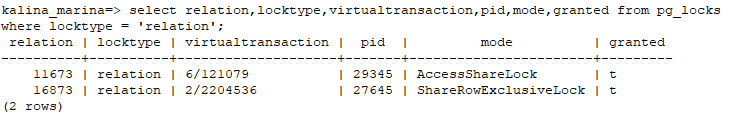 kalina_marina=> select relation,locktype,virtualtransaction,pid,mode,granted from pg_locks
where locktype = 'relation';
 relation | locktype | virtualtransaction |  pid  |         mode          | granted
----------+----------+--------------------+-------+-----------------------+---------
    11673 | relation | 6/121079           | 29345 | AccessShareLock       | t
    16873 | relation | 2/2204536          | 27645 | ShareRowExclusiveLock | t
(2 rows)